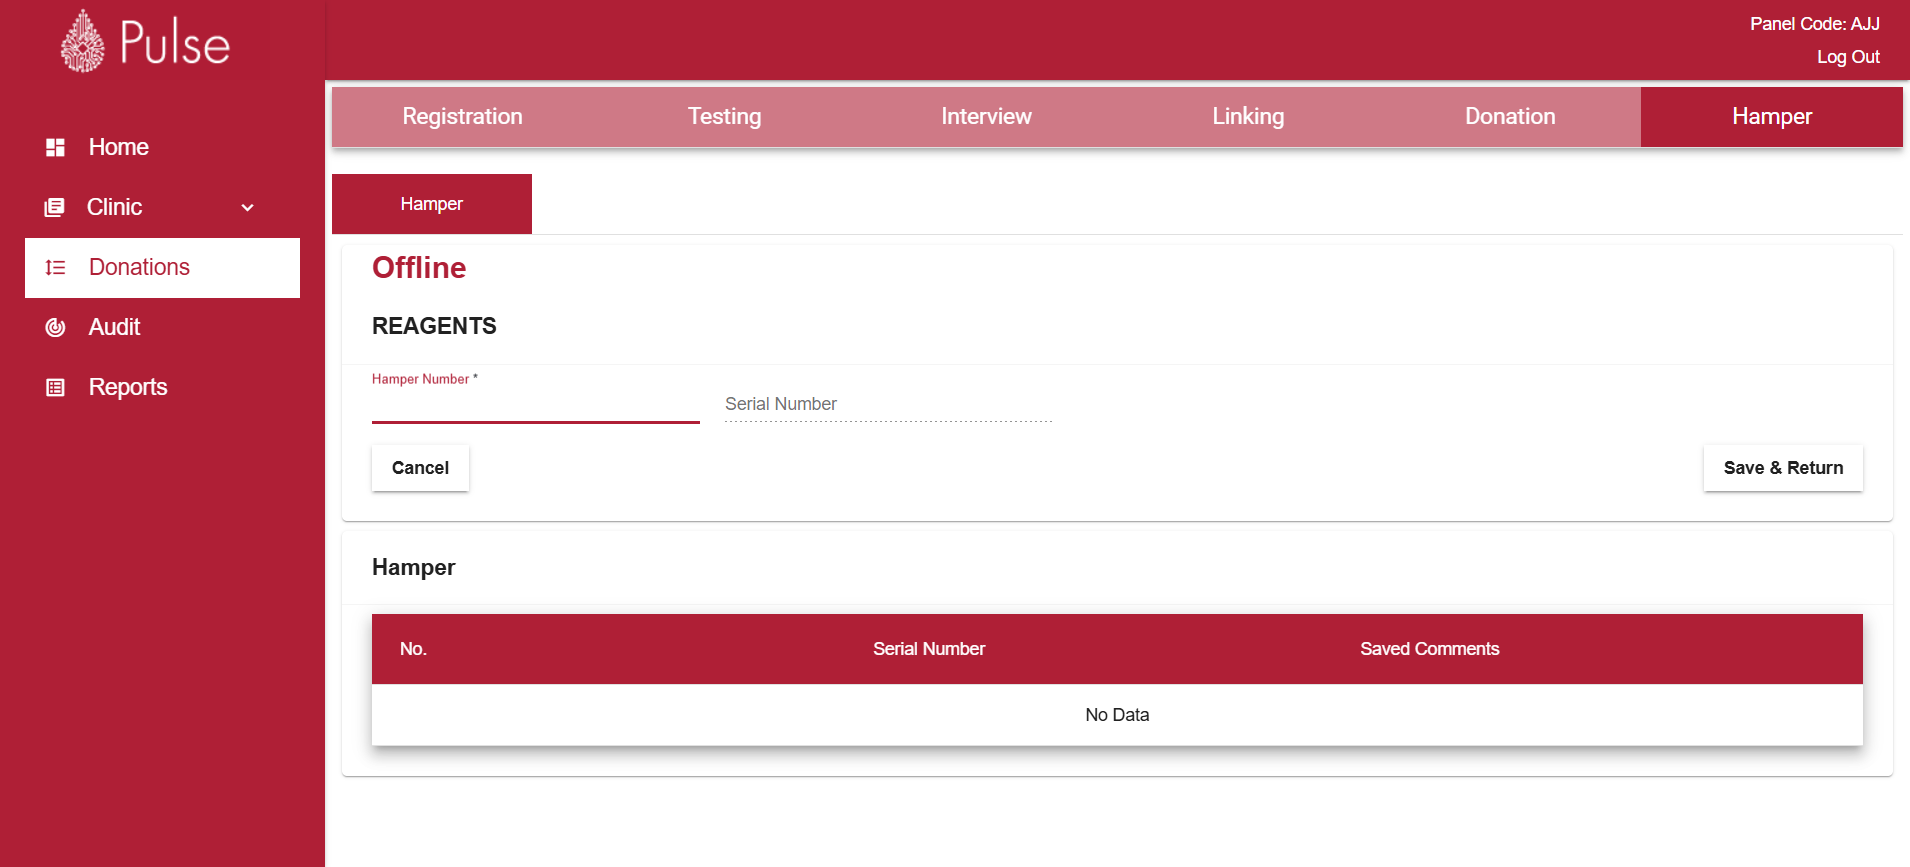 Pulse
Panel Code: AJJ
Log Out
Home
Clinic
Donations
Audit
Reports
Registration
Testing
Interview
Linking
Donation
Hamper
Hamper
Offline
REAGENTS
Hamper Number *
Serial Number
Cancel
Save & Return
Hamper
No.
Serial Number
Saved Comments
No Data